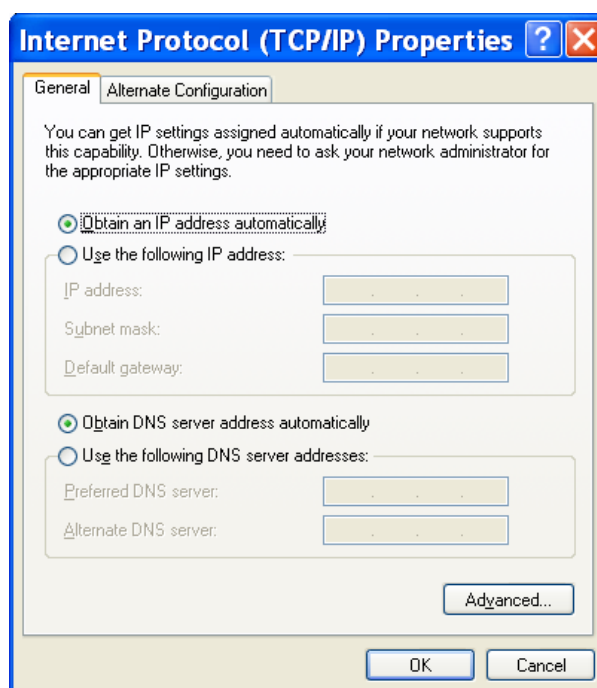 Internet Protocol (TCP/IP) Properties
General Alternate Configuration
You can get IP settings assigned automatically if your network supports
this capability. Otherwise, you need to ask your network administrator for
the appropriate IP settings.
Obtain an IP address automatically
Use the following IP address:
IP address:
Subnet mask:
Default gateway:
Obtain DNS server address automatically
Use the following DNS server addresses:
Preferred DNS server:
Alternate DNS server:
Advanced...
OK Cancel